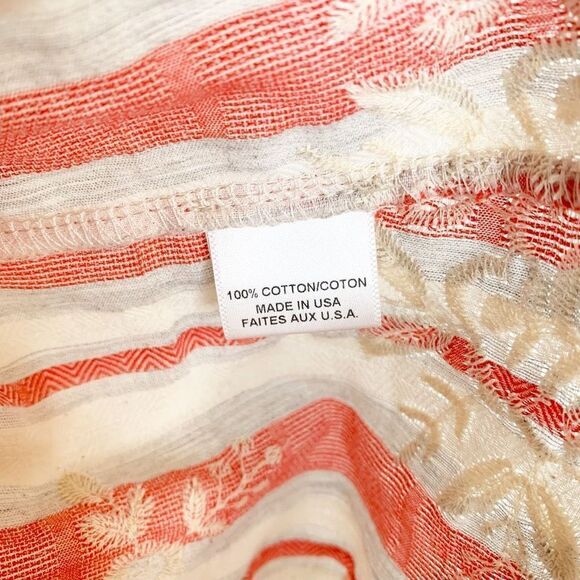 100% COTTON/COTON
MADE IN USA
FAITES AUX U.S.A.